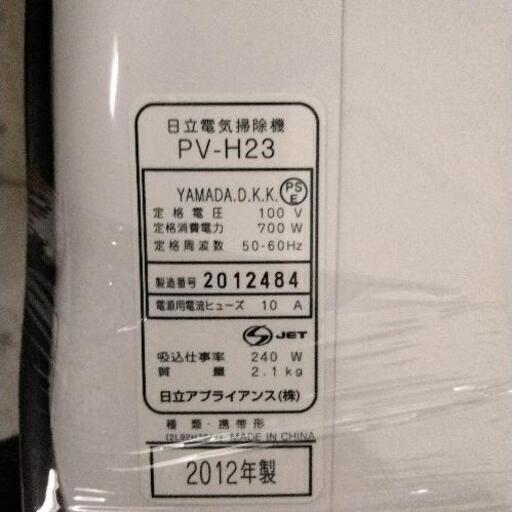 日立電気掃除機
PV-H23
YAMADA.D.K.K. PSE
定格電圧 100 V
定格消費電力 700 W
定格周波数 50-60Hz
製造番号 2012484
電源用電流ヒューズ 10 A
JET
吸込仕事率 240 W
質量 2.1kg
日立アプライアンス(株)
種類・携帯形
MADE IN CHINA
2012年製